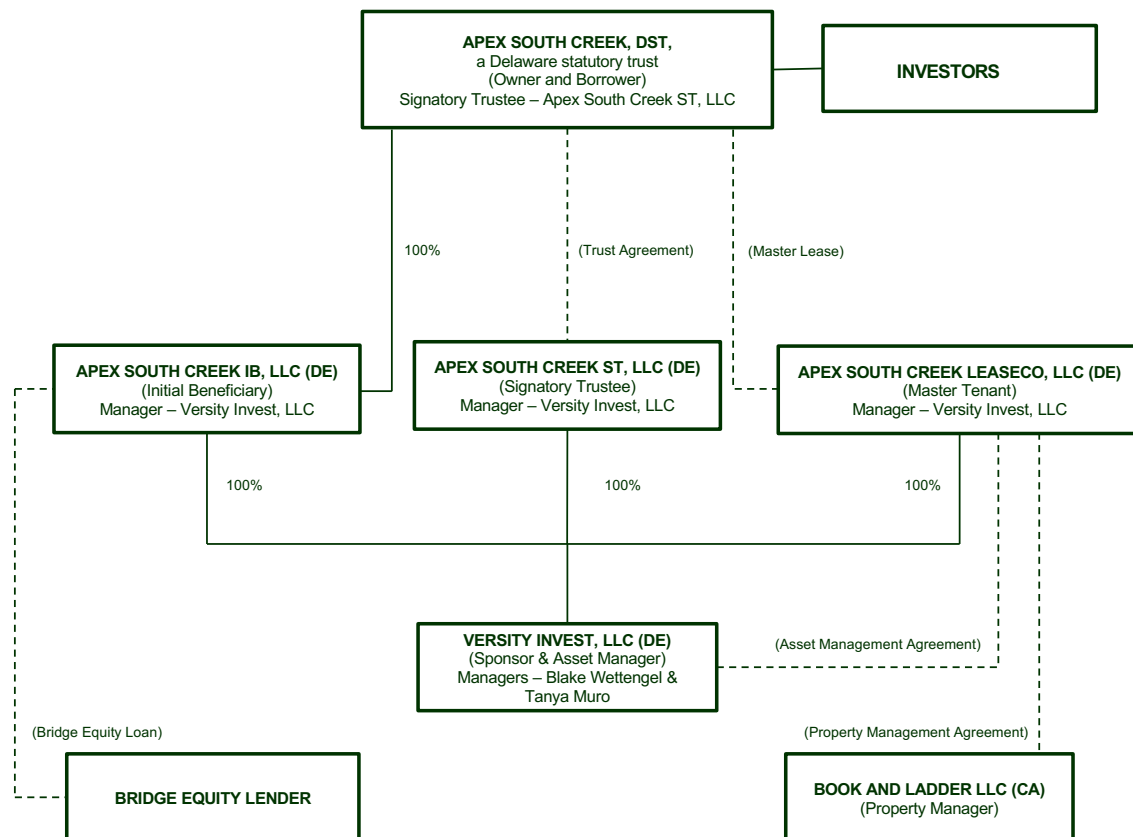 APEX SOUTH CREEK, DST,
a Delaware statutory trust
(Owner and Borrower)
Signatory Trustee – Apex South Creek ST, LLC
INVESTORS
100%
(Trust Agreement)
(Master Lease)
APEX SOUTH CREEK IB, LLC (DE)
(Initial Beneficiary)
Manager – Versity Invest, LLC
APEX SOUTH CREEK ST, LLC (DE)
(Signatory Trustee)
Manager – Versity Invest, LLC
APEX SOUTH CREEK LEASECO, LLC (DE)
(Master Tenant)
Manager – Versity Invest, LLC
100%
100%
100%
VERSITY INVEST, LLC (DE)
(Sponsor & Asset Manager)
Managers – Blake Wettengel &
Tanya Muro
(Asset Management Agreement)
(Bridge Equity Loan)
(Property Management Agreement)
BRIDGE EQUITY LENDER
BOOK AND LADDER LLC (CA)
(Property Manager)